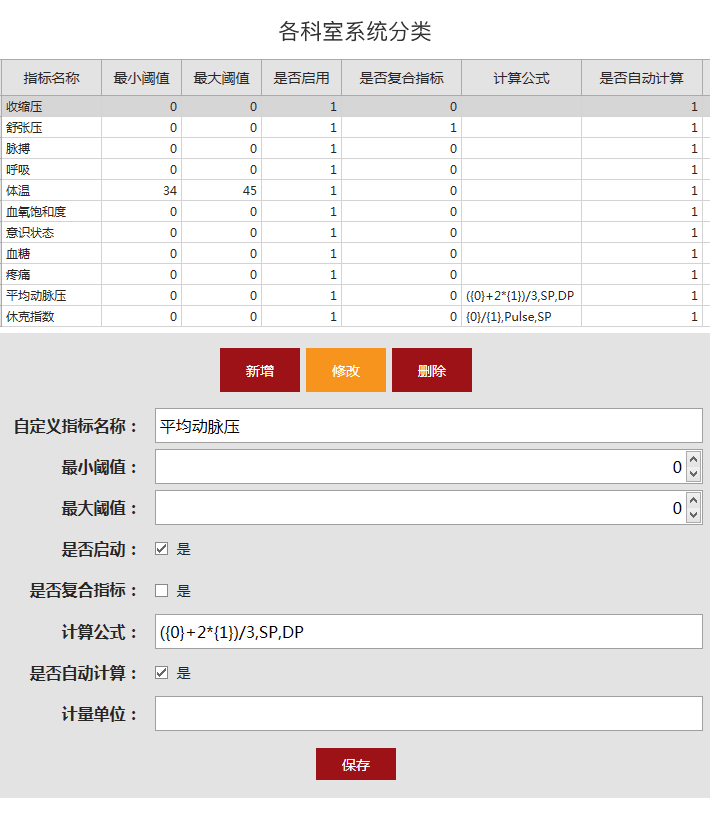 各科室系统分类
指标名称 最小阈值 最大阈值 是否启用 是否复合指标 计算公式 是否自动计算
收缩压 0 0 1 0 1
舒张压 0 0 1 1 1
脉搏 0 0 1 0 1
呼吸 0 0 1 0 1
体温 34 45 1 0 1
血氧饱和度 0 0 1 0 1
意识状态 0 0 1 0 1
血糖 0 0 1 0 1
疼痛 0 0 1 0 1
平均动脉压 0 0 1 0 ({0}+2*{1})/3,SP,DP 1
休克指数 0 0 1 0 {0}/{1},Pulse,SP 1
新增 修改 删除
自定义指标名称： 平均动脉压
最小阈值： 0
最大阈值： 0
是否启动： 是
是否复合指标： 是
计算公式： ({0}+2*{1})/3,SP,DP
是否自动计算： 是
计量单位：
保存